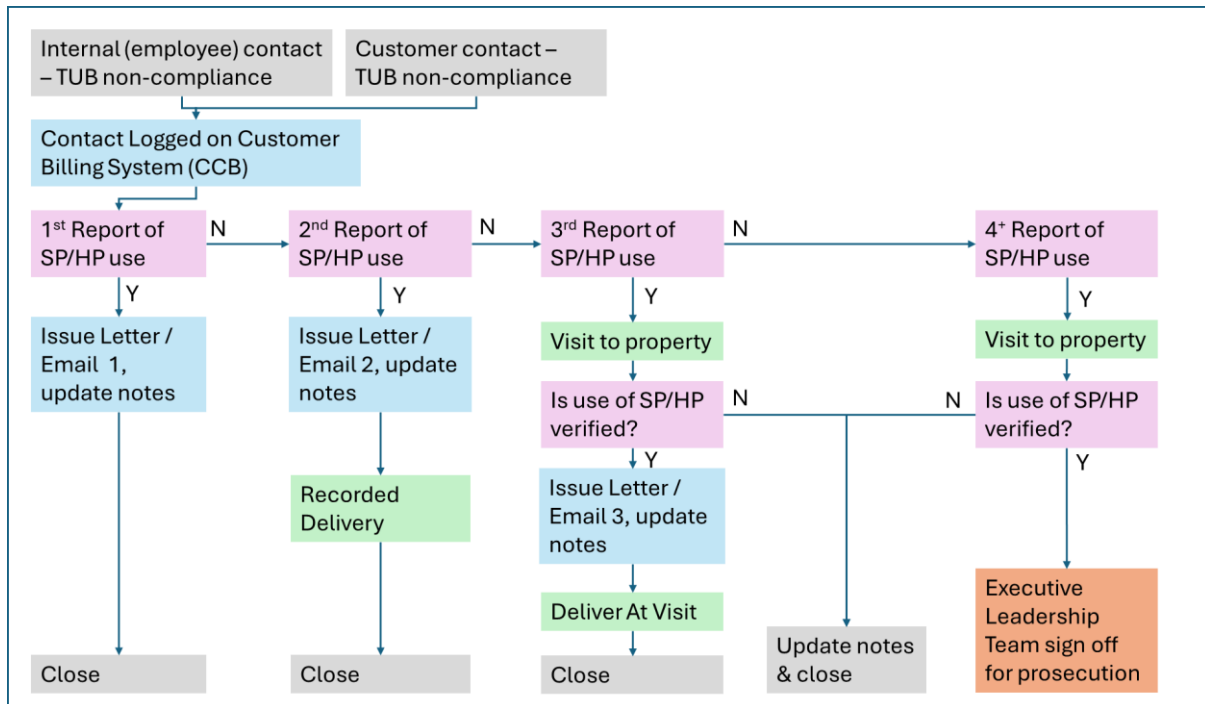 Internal (employee) contact
– TUB non-compliance
Customer contact –
TUB non-compliance
Contact Logged on Customer
Billing System (CCB)
1st Report of
SP/HP use
N
2nd Report of
SP/HP use
N
3rd Report of
SP/HP use
N
4+ Report of
SP/HP use
Y
Y
Y
Y
Issue Letter /
Email 1,
update notes
Issue Letter /
Email 2, update
notes
Visit to property
Visit to property
Is use of SP/HP
verified?
N
N
Is use of SP/HP
verified?
Y
Y
Recorded
Delivery
Issue Letter /
Email 3, update
notes
Deliver At Visit
Close
Close
Close
Update notes
& close
Executive
Leadership
Team sign off
for prosecution